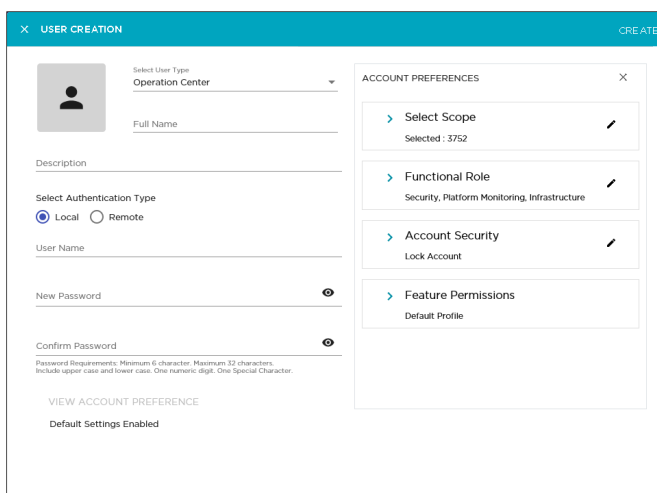 USER CREATION
CREATE
Select User Type
Operation Center
Full Name
Description
Select Authentication Type
Local Remote
User Name
New Password
Confirm Password
Password Requirements: Minimum 6 character. Maximum 32 characters.
Include upper case and lower case. One numeric digit. One Special Character.
VIEW ACCOUNT PREFERENCE
Default Settings Enabled
ACCOUNT PREFERENCES
Select Scope
Selected : 3752
Functional Role
Security, Platform Monitoring, Infrastructure
Account Security
Lock Account
Feature Permissions
Default Profile